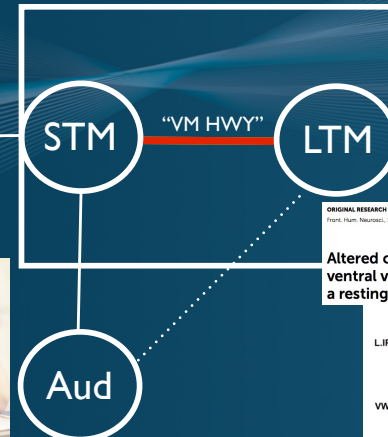 STM
“VM HWY”
LTM
ORIGINAL RESEARCH
Front. Hum. Neurosci.,
Altered
ventral
a resting
Aud